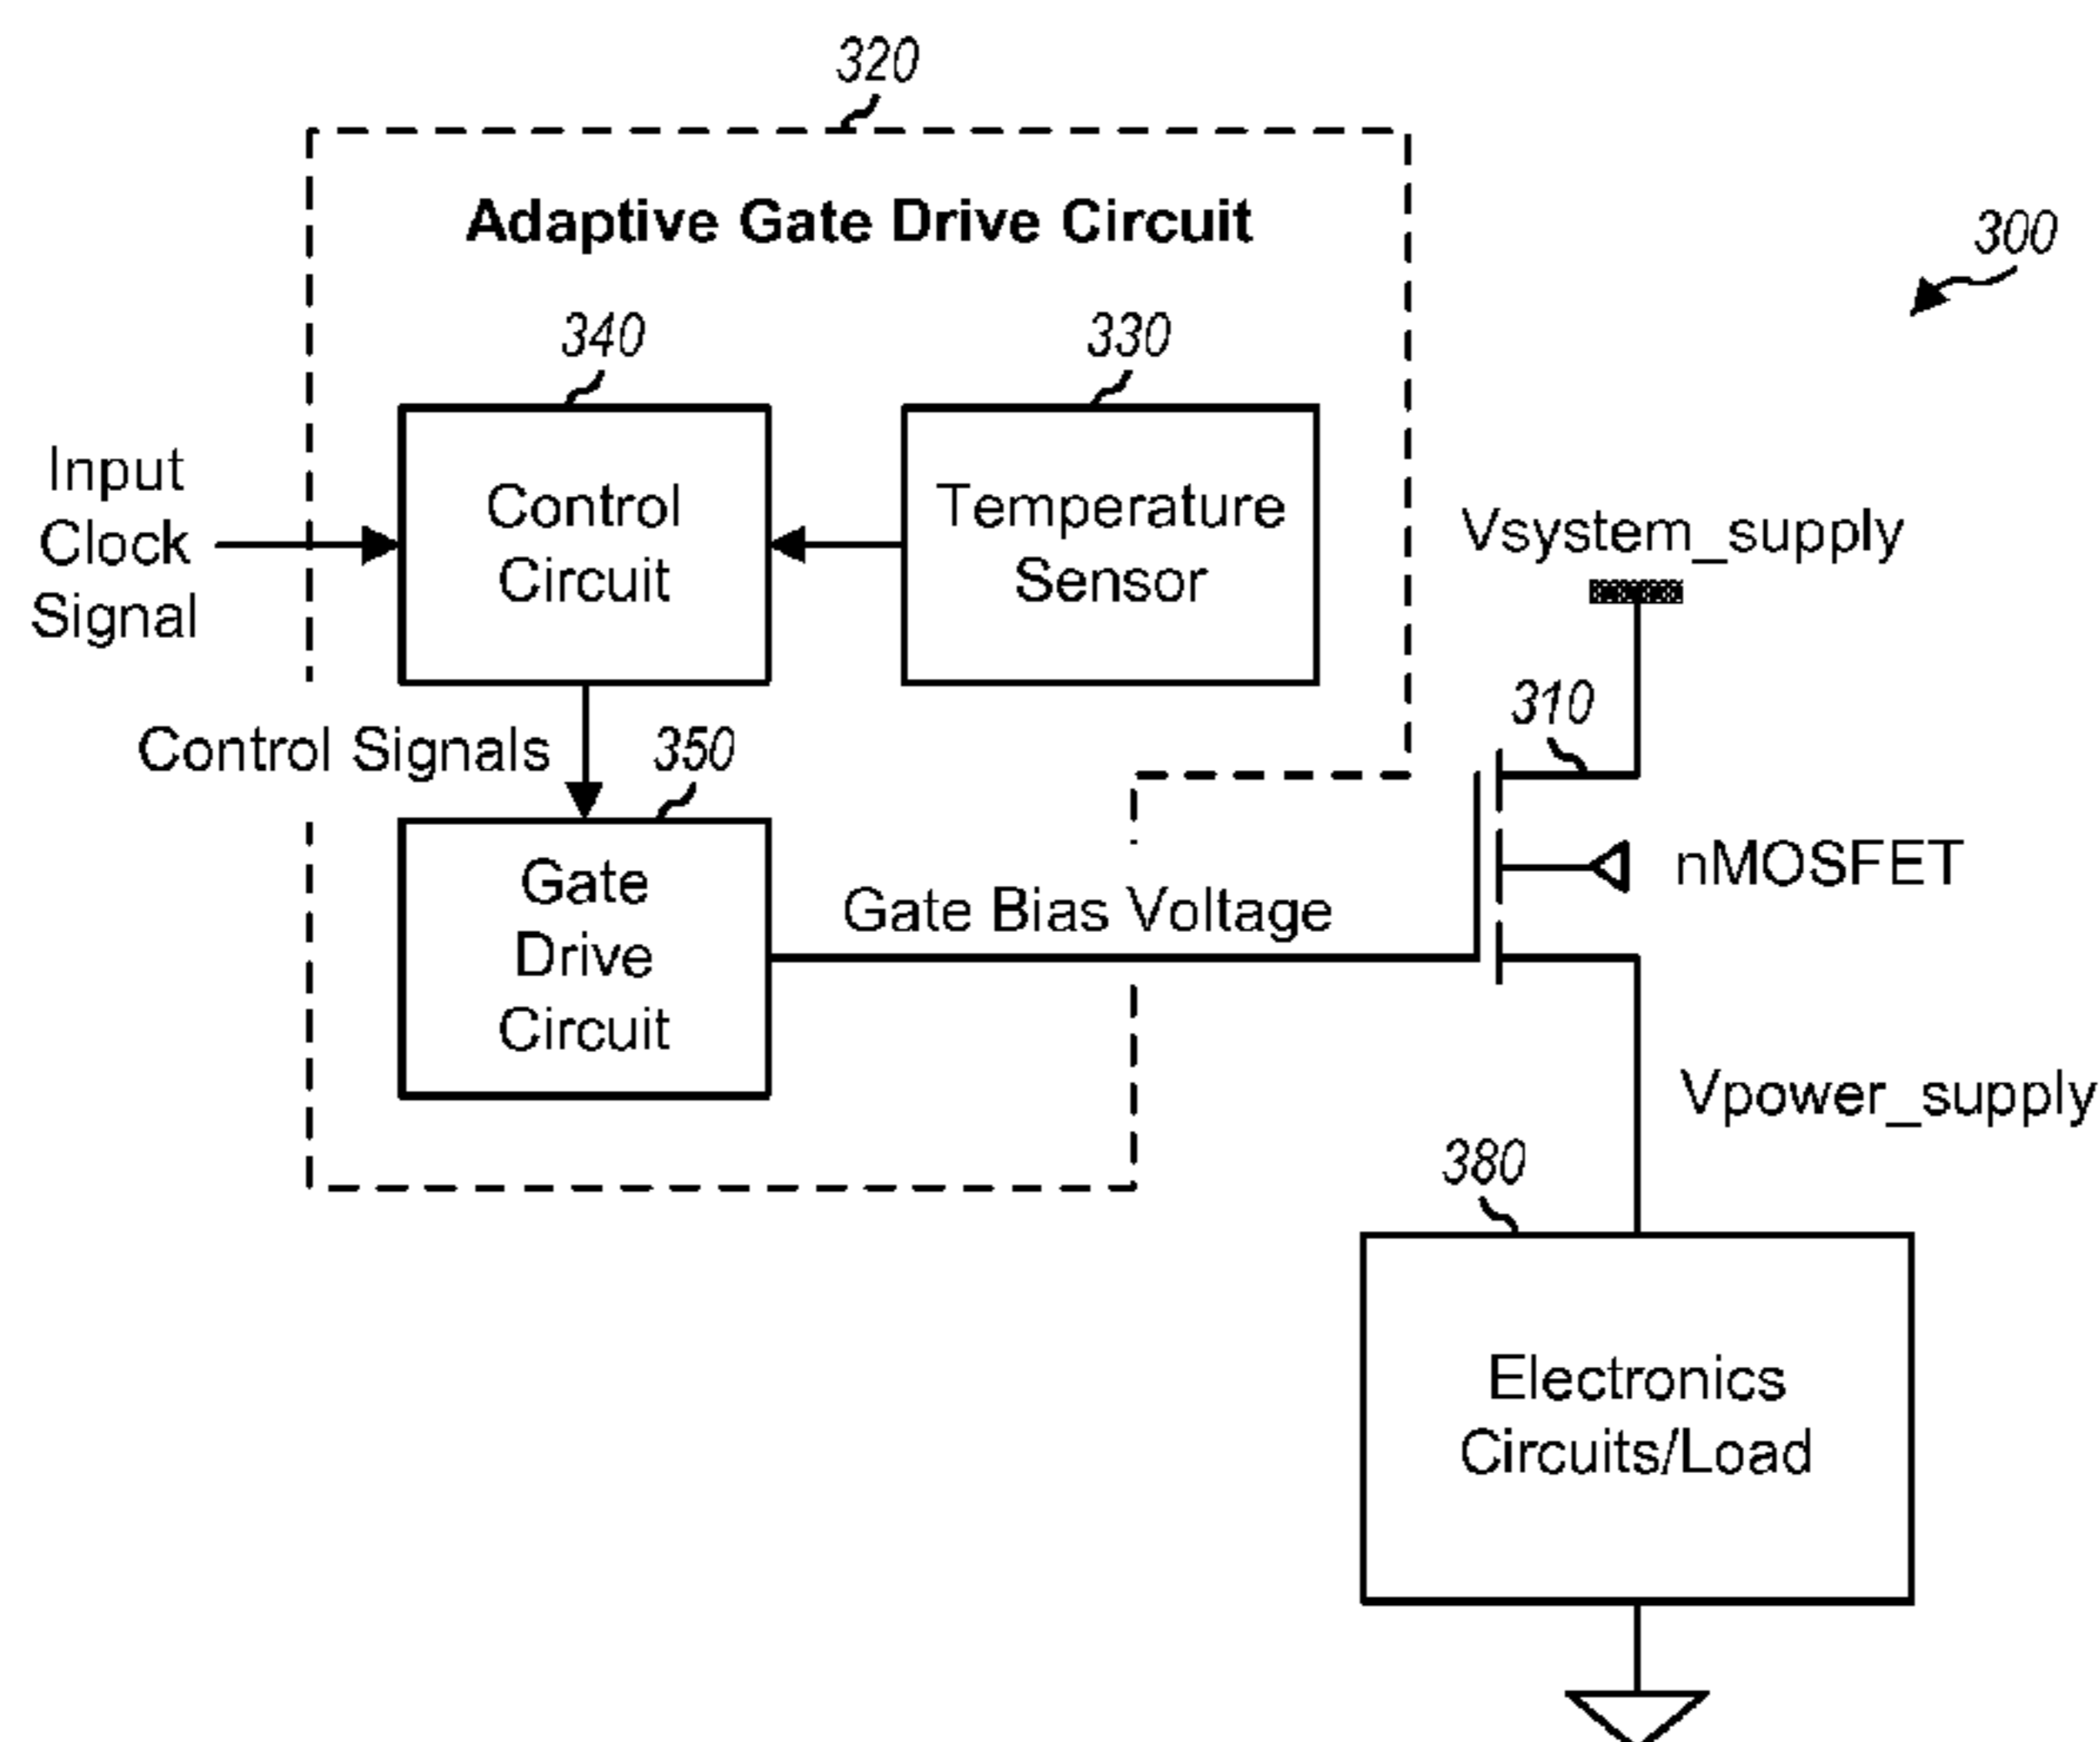 320
Adaptive Gate Drive Circuit
300
340
330
Input
Clock
Signal
Control
Circuit
Temperature
Sensor
Vsystem_supply
310
Control Signals
350
nMOSFET
Gate
Drive
Circuit
Gate Bias Voltage
Vpower_supply
380
Electronics
Circuits/Load